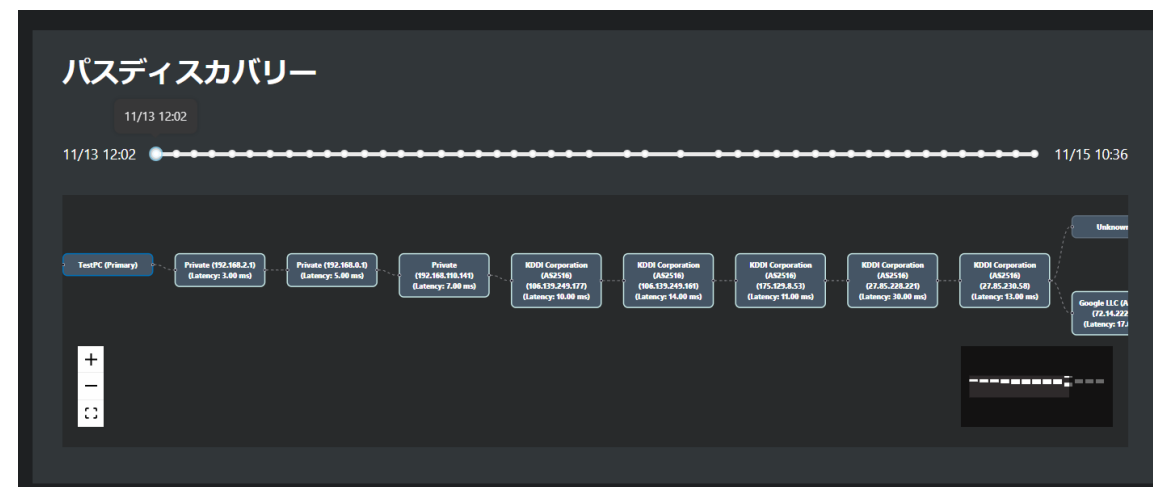 パスディスカバリー
11/13 12:02
11/13 12:02
11/15 10:36
Unknown
TestPC (Primary)
Private (192.168.2.1)
(Latency: 3.00 ms)
Private (192.168.0.1)
(Latency: 5.00 ms)
Private
(192.168.110.141)
(Latency: 7.00 ms)
KDDI Corporation
(AS2516)
(106.139.249.177)
(Latency: 10.00 ms)
KDDI Corporation
(AS2516)
(106.139.249.161)
(Latency: 14.00 ms)
KDDI Corporation
(AS2516)
(175.129.8.53)
(Latency: 11.00 ms)
KDDI Corporation
(AS2516)
(27.85.228.221)
(Latency: 30.00 ms)
KDDI Corporation
(AS2516)
(27.85.230.58)
(Latency: 13.00 ms)
Google LLC (A
(72.14.222
(Latency: 17.